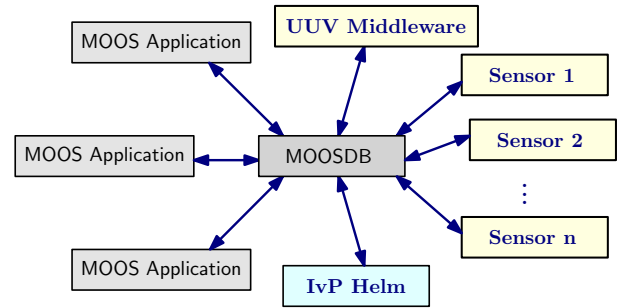 UUV Middleware
MOOS Application
Sensor 1
Sensor 2
MOOS Application
MOOSDB
Sensor n
MOOS Application
IvP Helm